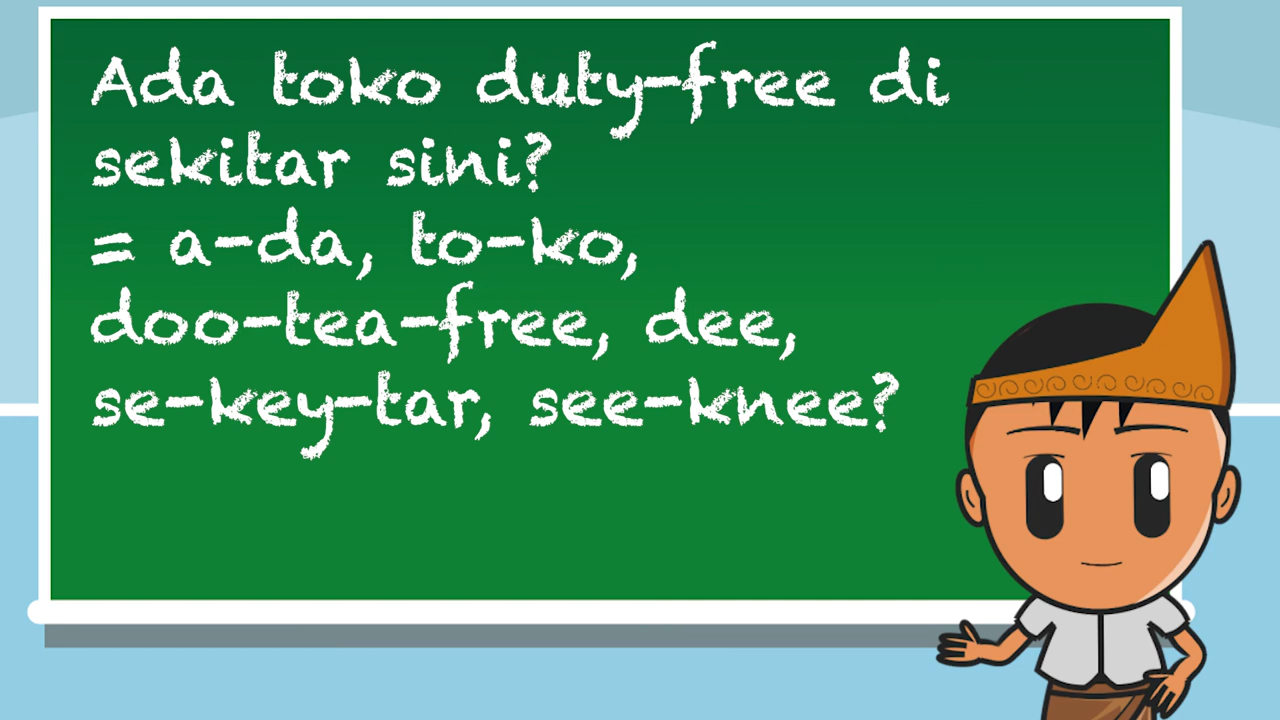 Ada toko duty-free di
sekitar sini?
= a-da, to-ko,
doo-tea-free, dee,
se-key-tar, see-knee?